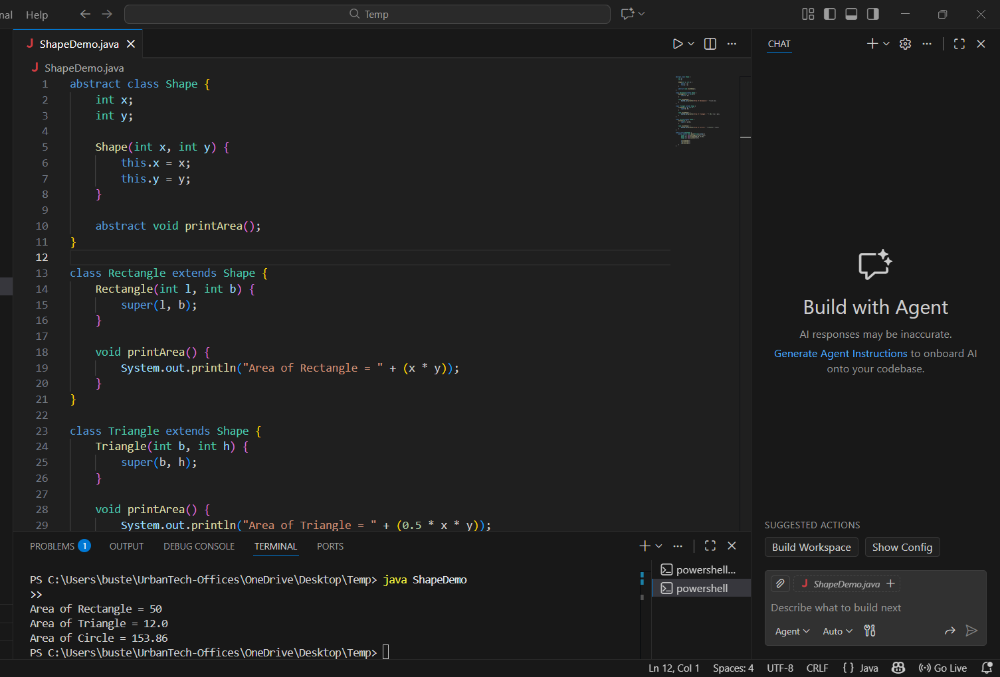 nal Help Temp
ShapeDemo.java
CHAT
ShapeDemo.java
1 abstract class Shape {
2 int x;
3 int y;
4
5 Shape(int x, int y) {
6 this.x = x;
7 this.y = y;
8 }
9
10 abstract void printArea();
11 }
12
13 class Rectangle extends Shape {
14 Rectangle(int l, int b) {
15 super(l, b);
16 }
17
18 void printArea() {
19 System.out.println("Area of Rectangle = " + (x * y));
20 }
21 }
22
23 class Triangle extends Shape {
24 Triangle(int b, int h) {
25 super(b, h);
26 }
27
28 void printArea() {
29 System.out.println("Area of Triangle = " + (0.5 * x * y));
PROBLEMS 1 OUTPUT DEBUG CONSOLE TERMINAL PORTS
PS C:\Users\buste\UrbanTech-Offices\OneDrive\Desktop\Temp> java ShapeDemo
>>
Area of Rectangle = 50
Area of Triangle = 12.0
Area of Circle = 153.86
PS C:\Users\buste\UrbanTech-Offices\OneDrive\Desktop\Temp>
powershell...
powershell
Build with Agent
AI responses may be inaccurate.
Generate Agent Instructions to onboard AI
onto your codebase.
SUGGESTED ACTIONS
Build Workspace Show Config
ShapeDemo.java
Describe what to build next
Agent Auto
Ln 12, Col 1 Spaces: 4 UTF-8 CRLF {} Java Go Live